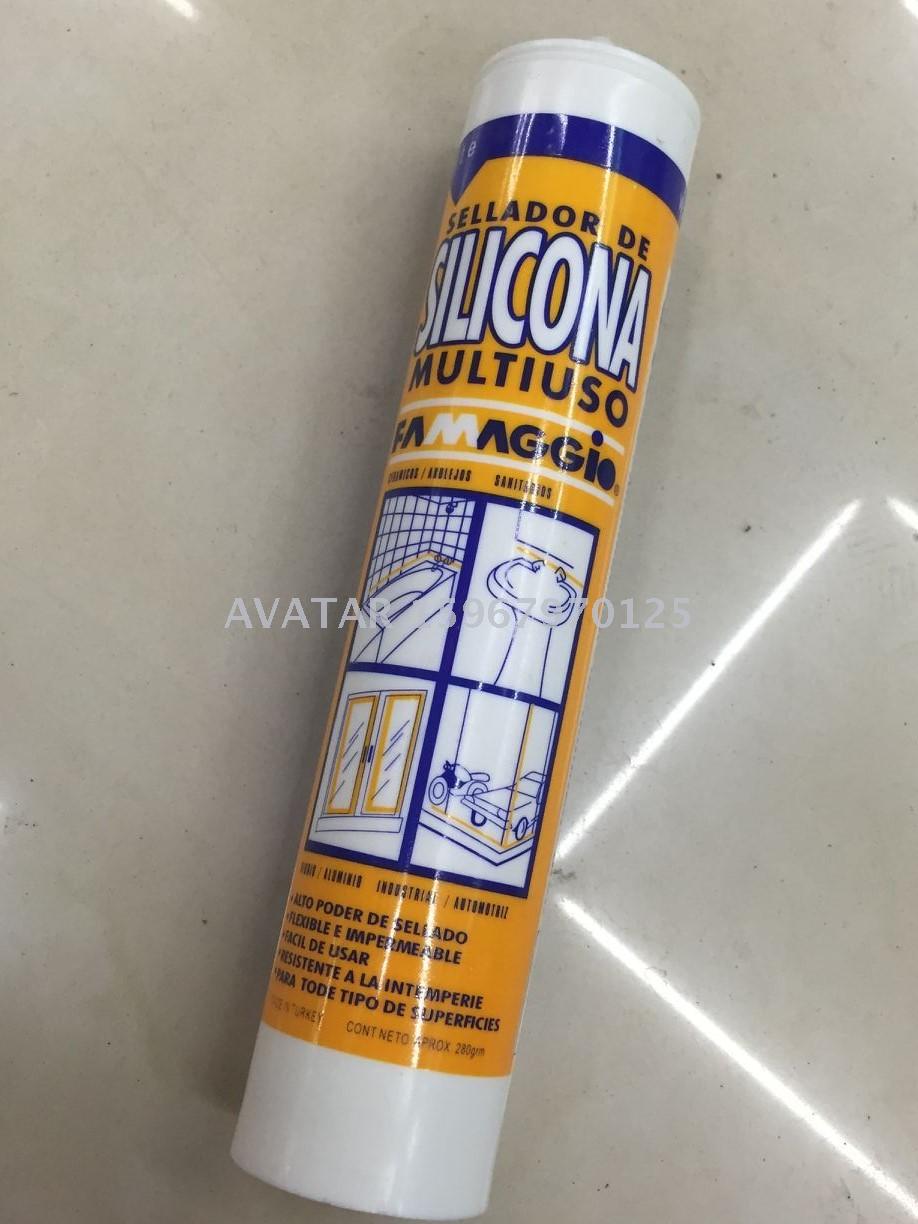 SELLADOR DE
SILICONA
MULTIUSO
FAMAGGIO®
CERAMICOS / AZULEJOS SANITARIOS
AVATAR 15967970125
VIDRIO / ALUMINIO INDUSTRIAL / AUTOMOTRIZ
• ALTO PODER DE SELLADO
• FLEXIBLE E IMPERMEABLE
• FACIL DE USAR
• RESISTENTE A LA INTEMPERIE
• PARA TODE TIPO DE SUPERFICIES
MADE IN TURKEY CONT NETO APROX 280grm